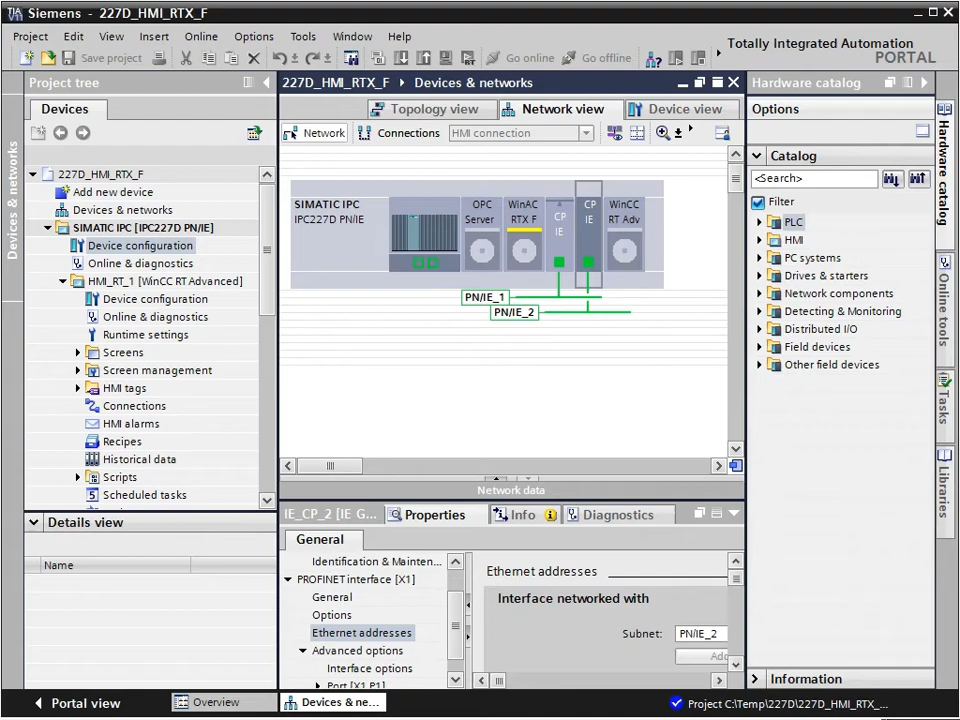 Siemens - 227D_HMI_RTX_F
Project Edit View Insert Online Options Tools Window Help
Totally Integrated Automation
PORTAL
Save project
Go online
Go offline
Project tree
227D_HMI_RTX_F ▸ Devices & networks
Hardware catalog
Devices
Topology view
Network view
Device view
Options
Network
Connections
HMI connection
Catalog
<Search>
Filter
227D_HMI_RTX_F
Add new device
Devices & networks
SIMATIC IPC [IPC227D PN/IE]
Device configuration
Online & diagnostics
HMI_RT_1 [WinCC RT Advanced]
Device configuration
Online & diagnostics
Runtime settings
Screens
Screen management
HMI tags
Connections
HMI alarms
Recipes
Historical data
Scripts
Scheduled tasks
SIMATIC IPC
IPC227D PN/IE
OPC
Server
WinAC
RTX F
CP
IE
CP
IE
WinCC
RT Adv
PN/IE_1
PN/IE_2
PLC
HMI
PC systems
Drives & starters
Network components
Detecting & Monitoring
Distributed I/O
Field devices
Other field devices
Devices & networks
Hardware catalog
Online tools
Tasks
Libraries
Network data
Details view
Name
IE_CP_2 [IE G...
Properties
Info
Diagnostics
General
Identification & Mainten...
PROFINET interface [X1]
General
Options
Ethernet addresses
Advanced options
Interface options
Port [X1 P1]
Ethernet addresses
Interface networked with
Subnet: PN/IE_2
Add
Information
Portal view
Overview
Devices & ne...
Project C:\Temp\227D\227D_HMI_RTX_...